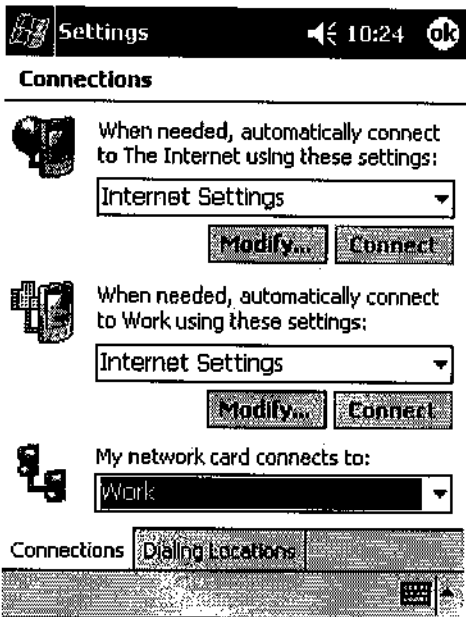 Settings
10:24
ok
Connections
When needed, automatically connect
to The Internet using these settings:
Internet Settings
Modify...
Connect
When needed, automatically connect
to Work using these settings:
Internet Settings
Modify...
Connect
My network card connects to:
Work
Connections
Dialing Locations